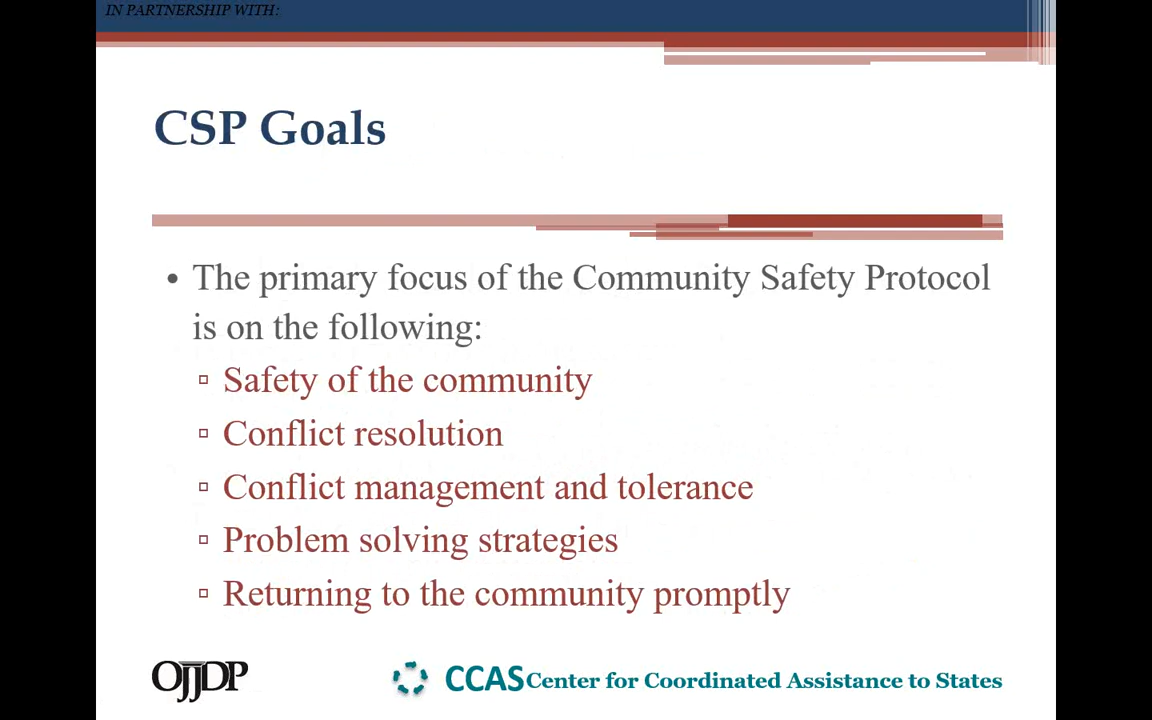 IN PARTNERSHIP WITH:
CSP Goals
• The primary focus of the Community Safety Protocol
is on the following:
▫ Safety of the community
▫ Conflict resolution
▫ Conflict management and tolerance
▫ Problem solving strategies
▫ Returning to the community promptly
OJJDP
CCAS Center for Coordinated Assistance to States